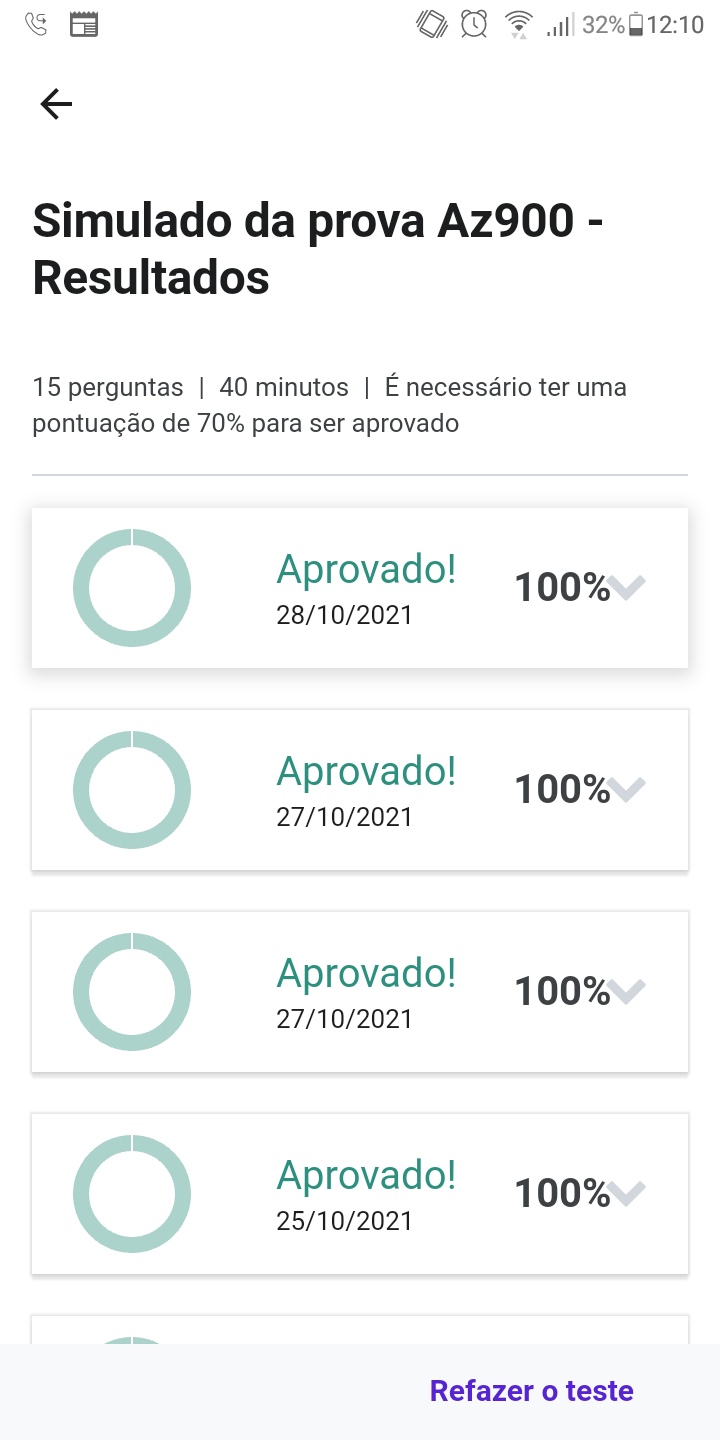 32% 12:10
Simulado da prova Az900 -
Resultados
15 perguntas | 40 minutos | É necessário ter uma
pontuação de 70% para ser aprovado
Aprovado!
28/10/2021
100%
Aprovado!
27/10/2021
100%
Aprovado!
27/10/2021
100%
Aprovado!
25/10/2021
100%
Refazer o teste